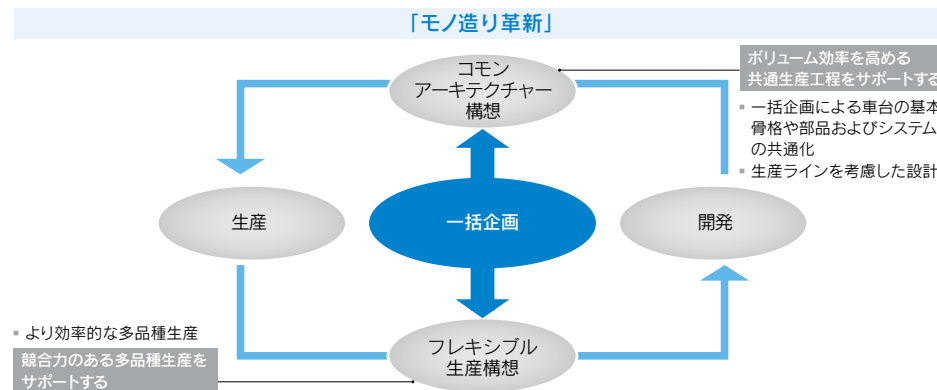 「モノ造り革新」
コモン
アーキテクチャー
構想
ボリューム効率を高める
共通生産工程をサポートする
▪ 一括企画による車台の基本
骨格や部品およびシステム
の共通化
▪ 生産ラインを考慮した設計
生産
一括企画
開発
▪ より効率的な多品種生産
競合力のある多品種生産を
サポートする
フレキシブル
生産構想